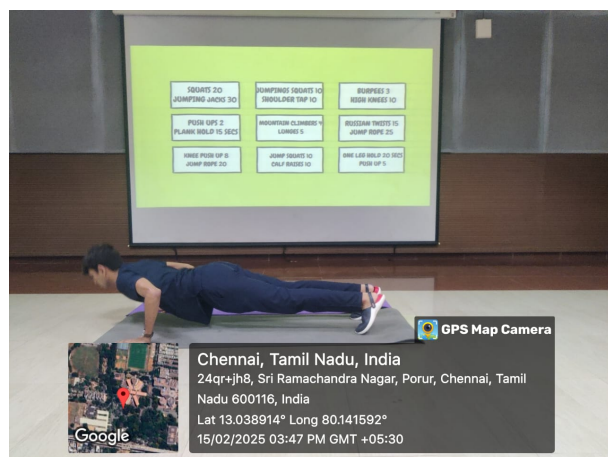 SQUATS 20
JUMPING JACKS 30
JUMPINGS SQUATS 10
SHOULDER TAP 10
BURPEES 5
HIGH KNEES 10
PUSH UPS 2
PLANK HOLD 15 SECS
MOUNTAIN CLIMBERS 4
LUNGES 5
RUSSIAN TWISTS 15
JUMP ROPE 25
KNEE PUSH UP 8
JUMP ROPE 20
JUMP SQUATS 10
CALF RAISES 10
ONE LEG HOLD 20 SECS
PUSH UP 5
GPS Map Camera
Chennai, Tamil Nadu, India
24qr+jh8, Sri Ramachandra Nagar, Porur, Chennai, Tamil
Nadu 600116, India
Lat 13.038914° Long 80.141592°
15/02/2025 03:47 PM GMT +05:30
Google